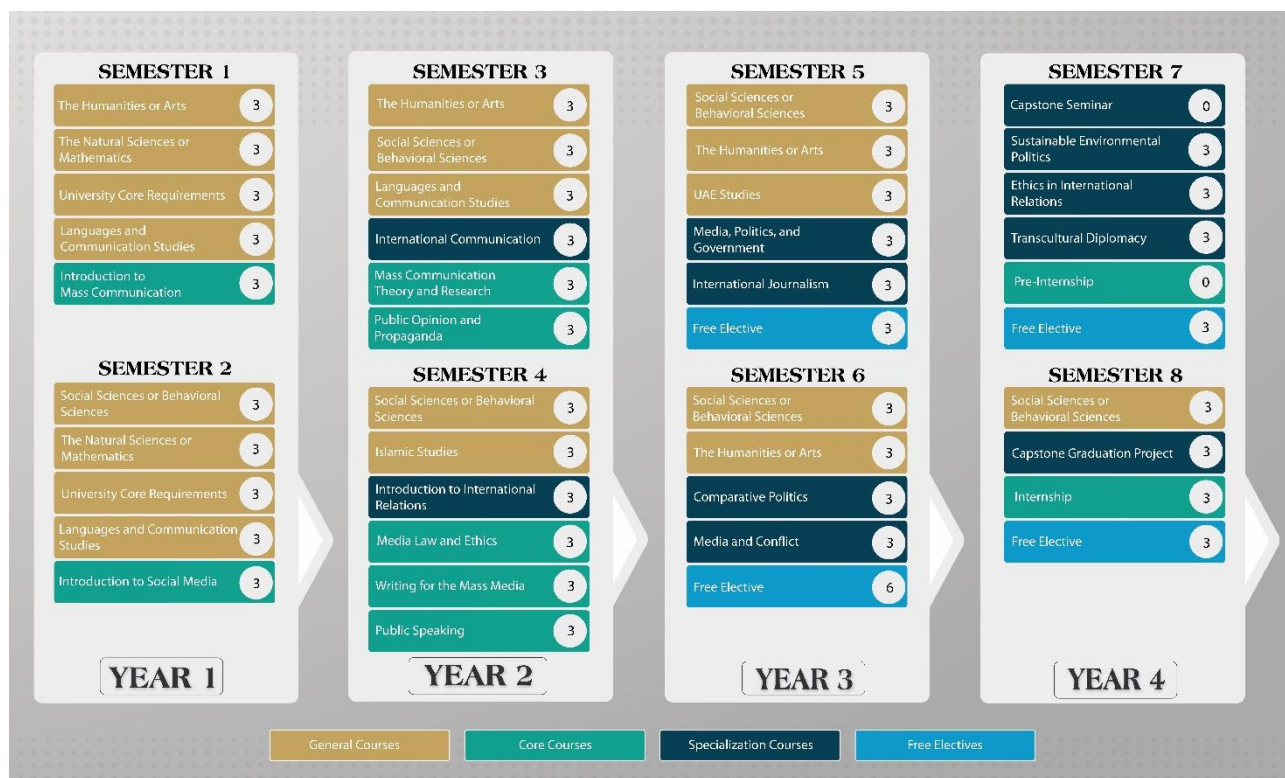 SEMESTER 1
The Humanities or Arts
3
The Natural Sciences or
Mathematics
3
University Core Requirements
3
Languages and
Communication Studies
3
Introduction to
Mass Communication
3
SEMESTER 2
Social Sciences or Behavioral
Sciences
3
The Natural Sciences or
Mathematics
3
University Core Requirements
3
Languages and Communication
Studies
3
Introduction to Social Media
3
YEAR 1
SEMESTER 3
The Humanities or Arts
3
Social Sciences or
Behavioral Sciences
3
Languages and
Communication Studies
3
International Communication
3
Mass Communication
Theory and Research
3
Public Opinion and
Propaganda
3
SEMESTER 4
Social Sciences or Behavioral
Sciences
3
Islamic Studies
3
Introduction to International
Relations
3
Media Law and Ethics
3
Writing for the Mass Media
3
Public Speaking
3
YEAR 2
SEMESTER 5
Social Sciences or
Behavioral Sciences
3
The Humanities or Arts
3
UAE Studies
3
Media, Politics, and
Government
3
International Journalism
3
Free Elective
3
SEMESTER 6
Social Sciences or
Behavioral Sciences
3
The Humanities or Arts
3
Comparative Politics
3
Media and Conflict
3
Free Elective
6
YEAR 3
SEMESTER 7
Capstone Seminar
0
Sustainable Environmental
Politics
3
Ethics in International
Relations
3
Transcultural Diplomacy
3
Pre-Internship
0
Free Elective
3
SEMESTER 8
Social Sciences or
Behavioral Sciences
3
Capstone Graduation Project
3
Internship
3
Free Elective
3
YEAR 4
General Courses
Core Courses
Specialization Courses
Free Electives